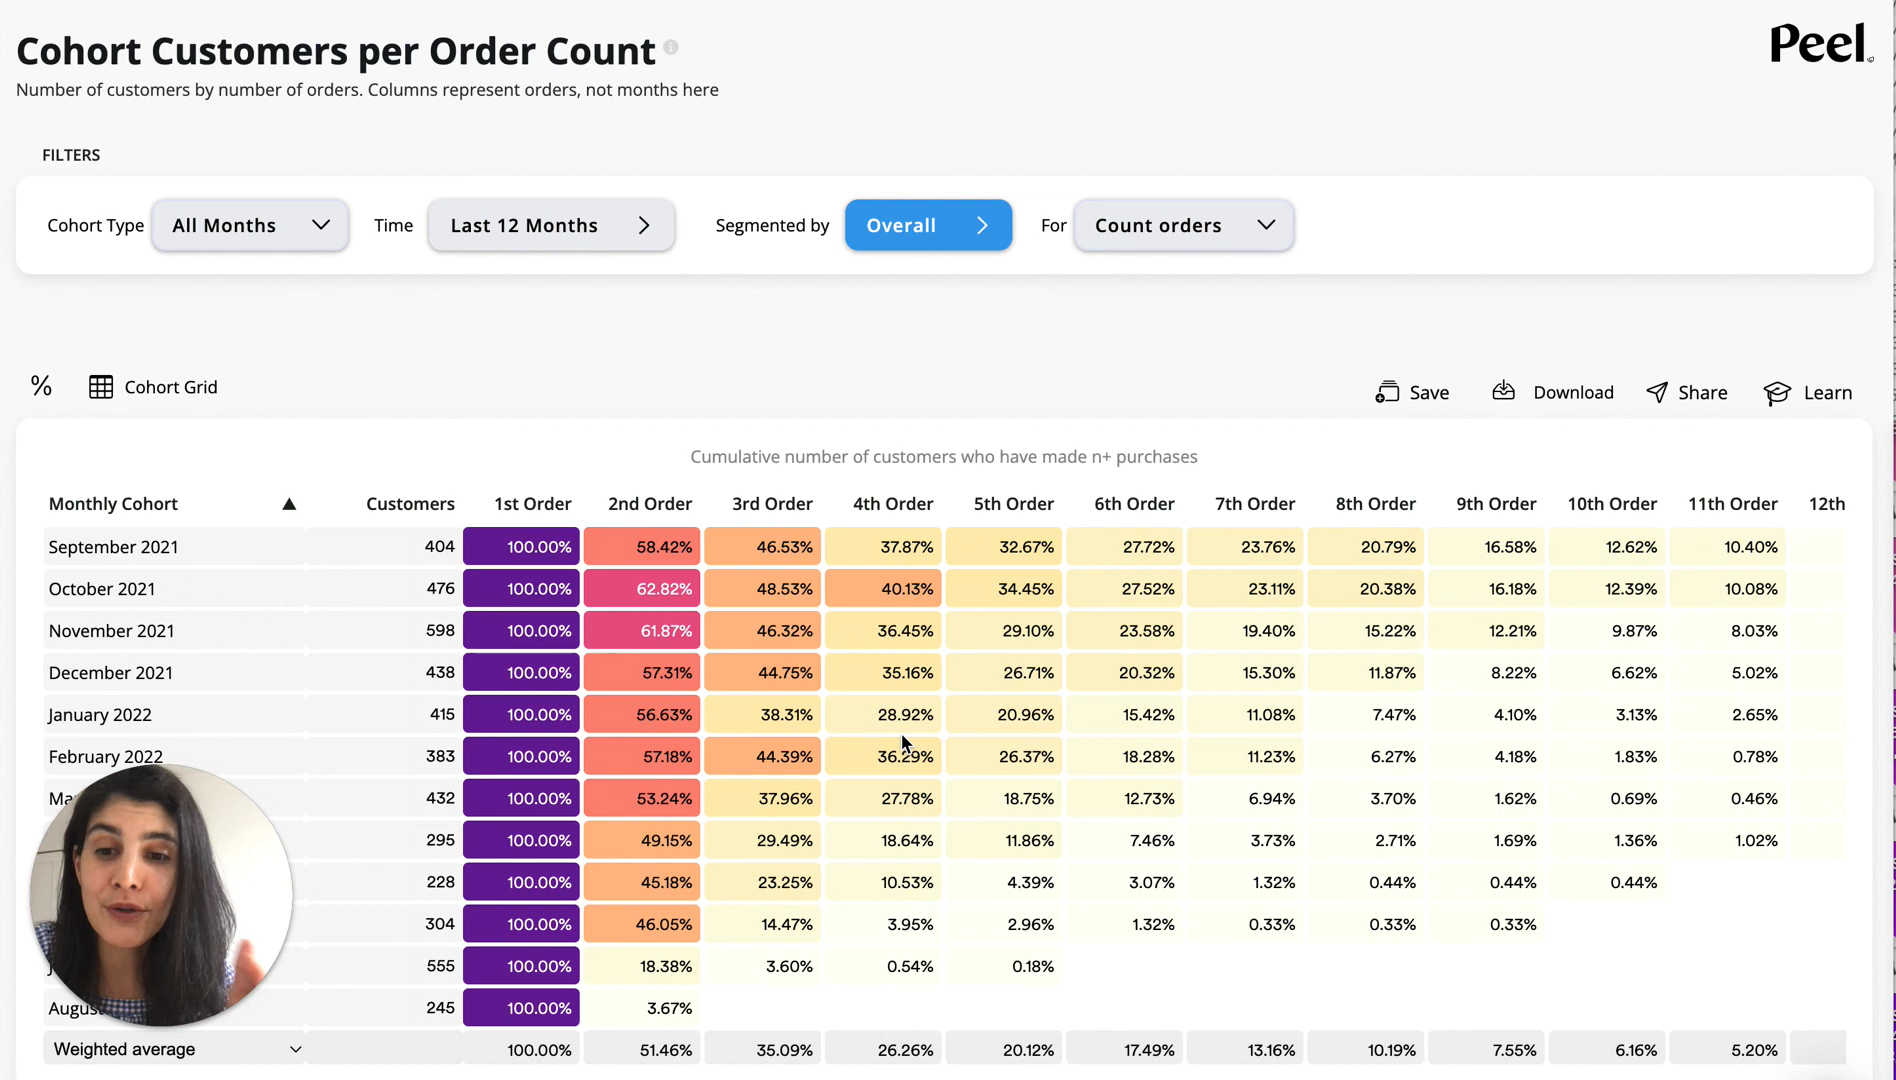 Cohort Customers per Order Count
Peel
Number of customers by number of orders. Columns represent orders, not months here
FILTERS
Cohort Type All Months Time Last 12 Months Segmented by Overall For Count orders
% Cohort Grid Save Download Share Learn
Cumulative number of customers who have made n+ purchases
Monthly Cohort Customers 1st Order 2nd Order 3rd Order 4th Order 5th Order 6th Order 7th Order 8th Order 9th Order 10th Order 11th Order 12th
September 2021 404 100.00% 58.42% 46.53% 37.87% 32.67% 27.72% 23.76% 20.79% 16.58% 12.62% 10.40%
October 2021 476 100.00% 62.82% 48.53% 40.13% 34.45% 27.52% 23.11% 20.38% 16.18% 12.39% 10.08%
November 2021 598 100.00% 61.87% 46.32% 36.45% 29.10% 23.58% 19.40% 15.22% 12.21% 9.87% 8.03%
December 2021 438 100.00% 57.31% 44.75% 35.16% 26.71% 20.32% 15.30% 11.87% 8.22% 6.62% 5.02%
January 2022 415 100.00% 56.63% 38.31% 28.92% 20.96% 15.42% 11.08% 7.47% 4.10% 3.13% 2.65%
February 2022 383 100.00% 57.18% 44.39% 36.29% 26.37% 18.28% 11.23% 6.27% 4.18% 1.83% 0.78%
432 100.00% 53.24% 37.96% 27.78% 18.75% 12.73% 6.94% 3.70% 1.62% 0.69% 0.46%
295 100.00% 49.15% 29.49% 18.64% 11.86% 7.46% 3.73% 2.71% 1.69% 1.36% 1.02%
228 100.00% 45.18% 23.25% 10.53% 4.39% 3.07% 1.32% 0.44% 0.44% 0.44%
304 100.00% 46.05% 14.47% 3.95% 2.96% 1.32% 0.33% 0.33% 0.33%
555 100.00% 18.38% 3.60% 0.54% 0.18%
August 245 100.00% 3.67%
Weighted average 100.00% 51.46% 35.09% 26.26% 20.12% 17.49% 13.16% 10.19% 7.55% 6.16% 5.20%